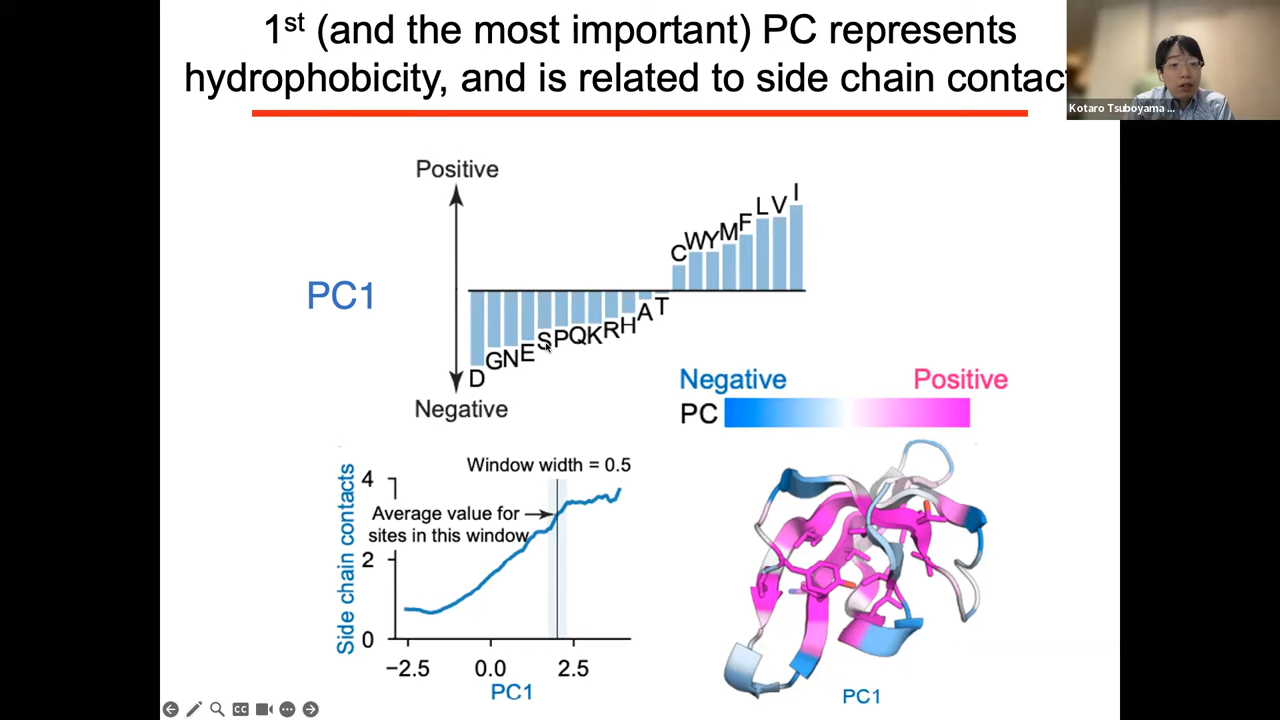 1st (and the most important) PC represents
hydrophobicity, and is related to side chain contac
Kotaro Tsuboyama ...
Positive
I
V
L
F
M
Y
W
C
PC1
T
A
H
R
K
Q
P
S
E
N
G
D
Negative
Negative Positive
PC
Window width = 0.5
Side chain contacts
4
Average value for
sites in this window
2
0
−2.5 0.0 2.5
PC1
PC1
CC